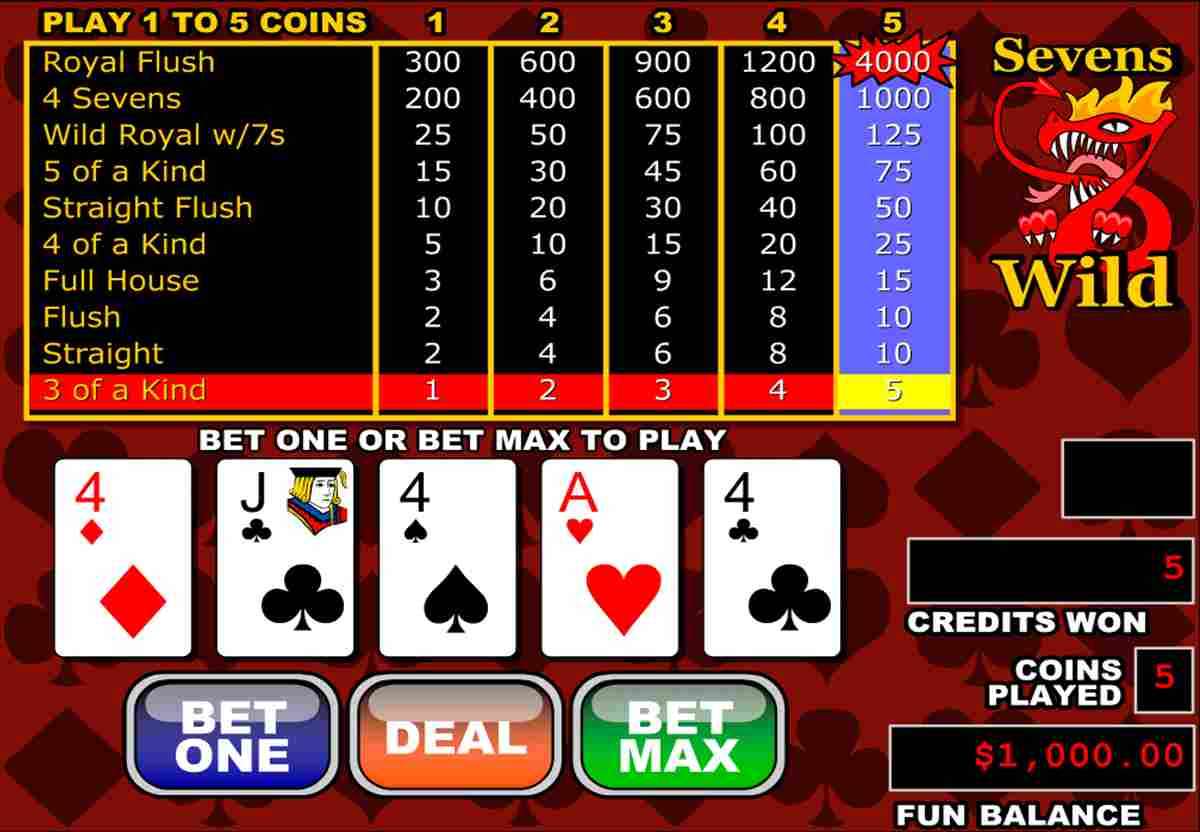 PLAY 1 TO 5 COINS 1 2 3 4 5
Royal Flush 300 600 900 1200 4000
4 Sevens 200 400 600 800 1000
Wild Royal w/7s 25 50 75 100 125
5 of a Kind 15 30 45 60 75
Straight Flush 10 20 30 40 50
4 of a Kind 5 10 15 20 25
Full House 3 6 9 12 15
Flush 2 4 6 8 10
Straight 2 4 6 8 10
3 of a Kind 1 2 3 4 5
Sevens
Wild
BET ONE OR BET MAX TO PLAY
4 J 4 A 4
5
CREDITS WON
COINS
PLAYED 5
$1,000.00
FUN BALANCE
BET
ONE
DEAL
BET
MAX